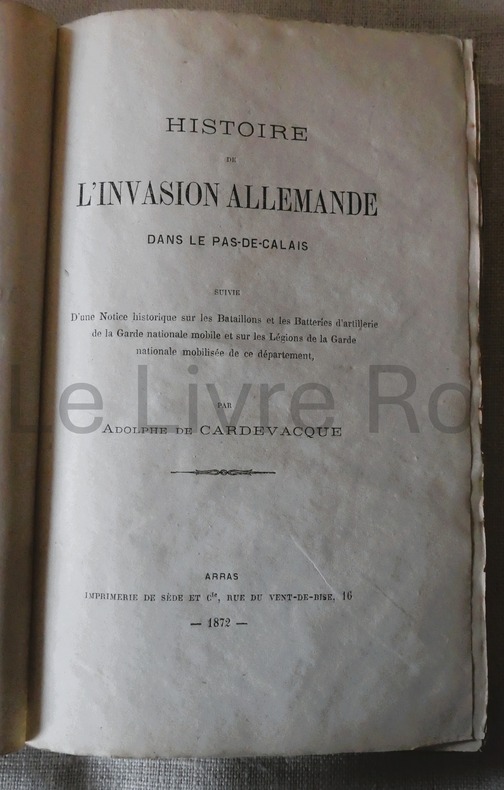 HISTOIRE
DE
L'INVASION ALLEMANDE
DANS LE PAS-DE-CALAIS
SUIVIE
D'une Notice historique sur les Bataillons et les Batteries d'artillerie
de la Garde nationale mobile et sur les Légions de la Garde
nationale mobilisée de ce département,
Le Livre Ro
PAR
ADOLPHE DE CARDEVACQUE
ARRAS
IMPRIMERIE DE SÈDE ET Cie, RUE DU VENT-DE-BISE, 16
— 1872 —